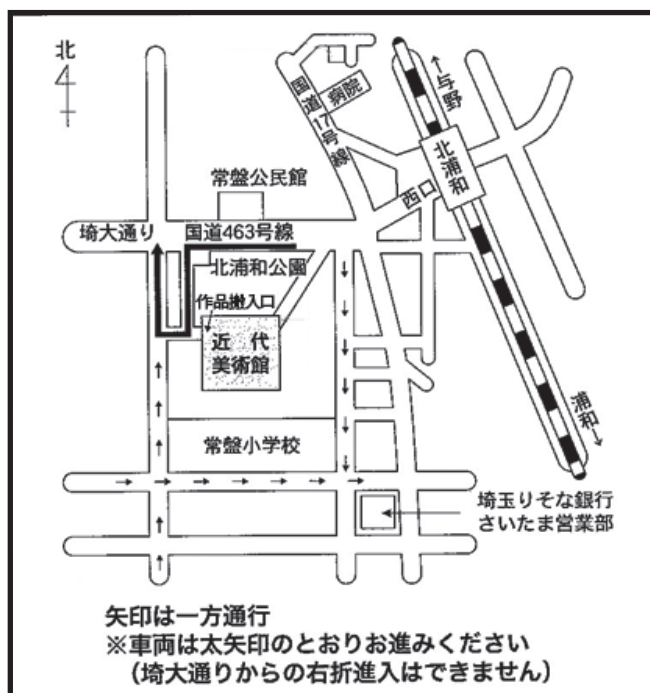 北
国道17号線
病院
↑与野
北浦和
西口
常盤公民館
埼大通り 国道463号線
北浦和公園
作品搬入口
近代
美術館
常盤小学校
浦和→
埼玉りそな銀行
さいたま営業部
矢印は一方通行
※車両は太矢印のとおりお進みください
(埼大通りからの右折進入はできません)